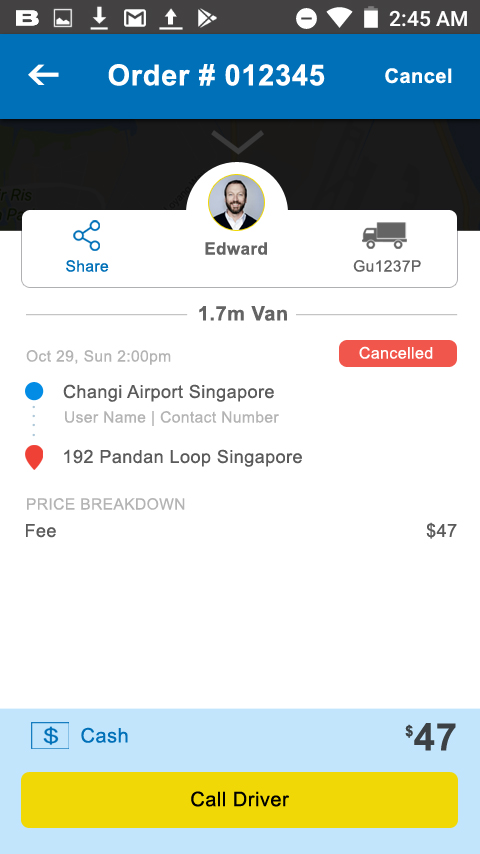 2:45 AM
Order # 012345
Cancel
Edward
Share
Gu1237P
1.7m Van
Oct 29, Sun 2:00pm
Cancelled
Changi Airport Singapore
User Name | Contact Number
192 Pandan Loop Singapore
PRICE BREAKDOWN
Fee
$47
$ Cash
$47
Call Driver